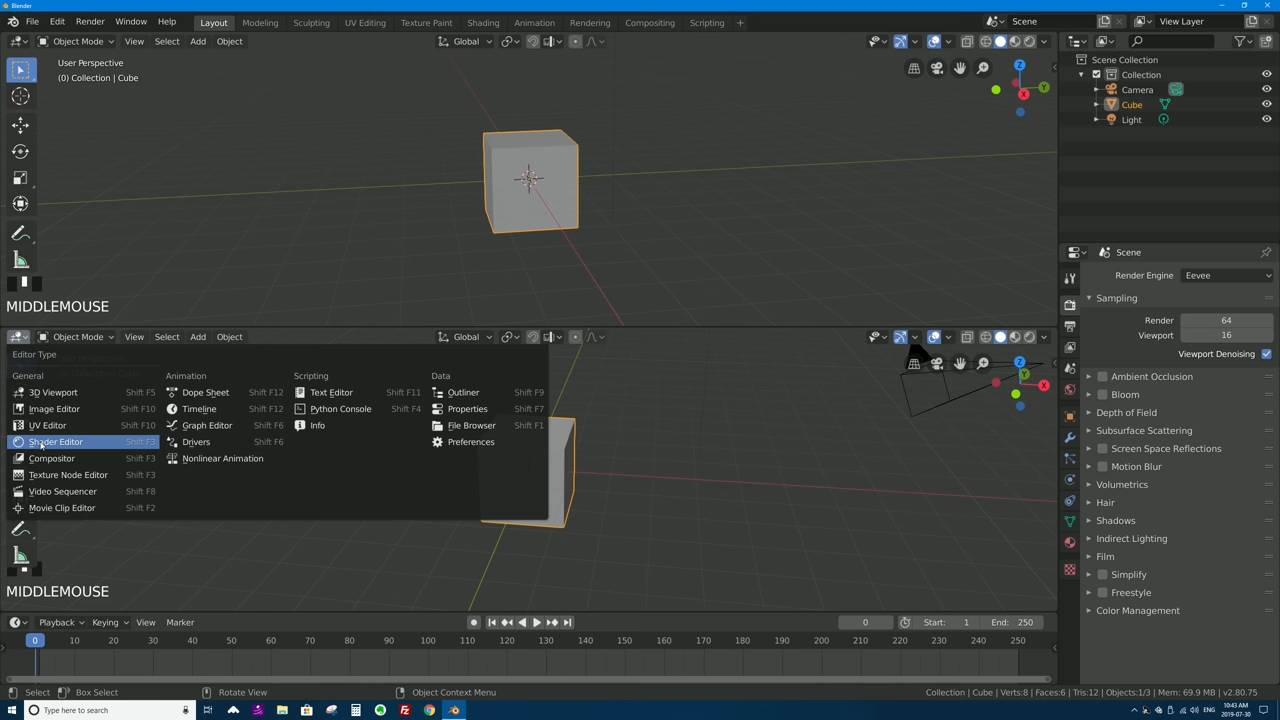 Blender
File Edit Render Window Help Layout Modeling Sculpting UV Editing Texture Paint Shading Animation Rendering Compositing Scripting + Scene View Layer
Object Mode View Select Add Object Global
User Perspective
(0) Collection | Cube
Z
Y
X
MIDDLEMOUSE
Scene Collection
Collection
Camera
Cube
Light
Scene
Render Engine Eevee
Sampling
Render 64
Viewport 16
Viewport Denoising
Ambient Occlusion
Bloom
Depth of Field
Subsurface Scattering
Screen Space Reflections
Motion Blur
Volumetrics
Hair
Shadows
Indirect Lighting
Film
Simplify
Freestyle
Color Management
Object Mode View Select Add Object Global
Editor Type
General Animation Scripting Data
3D Viewport Shift F5 Dope Sheet Shift F12 Text Editor Shift F11 Outliner Shift F9
Image Editor Shift F10 Timeline Shift F12 Python Console Shift F4 Properties Shift F7
UV Editor Shift F10 Graph Editor Shift F6 Info File Browser Shift F1
Shader Editor Shift F3 Drivers Shift F6 Preferences
Compositor Shift F3 Nonlinear Animation
Texture Node Editor Shift F3
Video Sequencer Shift F8
Movie Clip Editor Shift F2
Z
Y
X
MIDDLEMOUSE
Playback Keying View Marker 0 Start: 1 End: 250
0 10 20 30 40 50 60 70 80 90 100 110 120 130 140 150 160 170 180 190 200 210 220 230 240 250
Select Box Select Rotate View Object Context Menu Collection | Cube | Verts:8 | Faces:6 | Tris:12 | Objects:1/3 | Mem: 69.9 MB | v2.80.75
Type here to search ENG 10:43 AM
2019-07-30